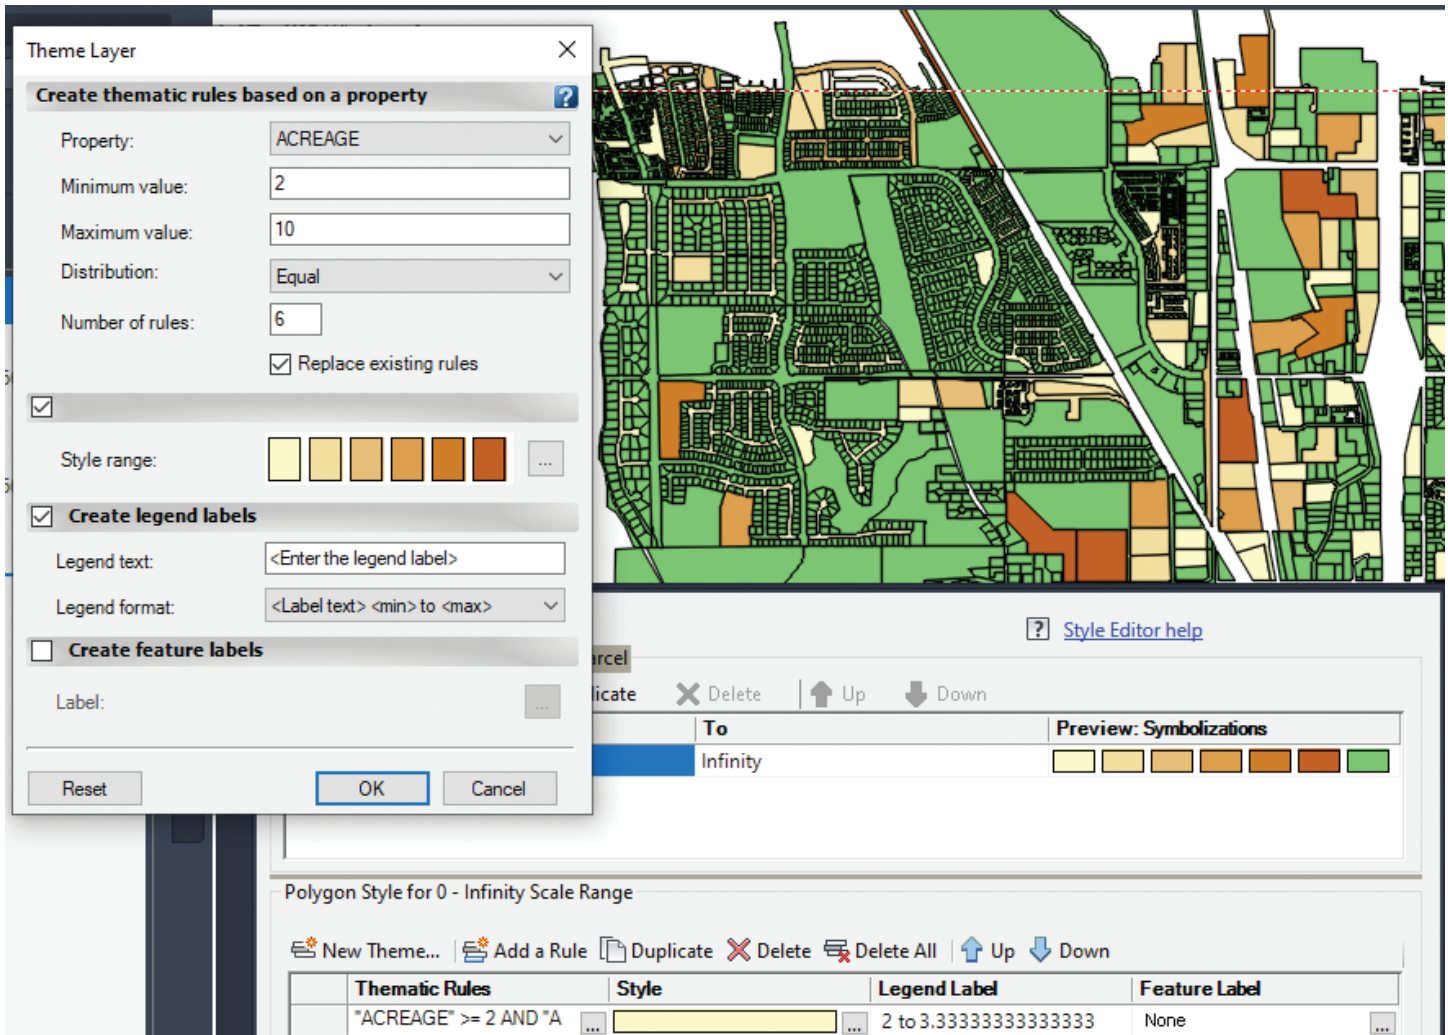 Theme Layer
Create thematic rules based on a property
Property:
ACREAGE
Minimum value:
2
Maximum value:
10
Distribution:
Equal
Number of rules:
6
Replace existing rules
Style range:
...
Create legend labels
Legend text:
<Enter the legend label>
Legend format:
<Label text> <min> to <max>
Create feature labels
Label:
...
Reset
OK
Cancel
? Style Editor help
arcel
licate
Delete
Up
Down
To
Preview: Symbolizations
Infinity
Polygon Style for 0 - Infinity Scale Range
New Theme...
Add a Rule
Duplicate
Delete
Delete All
Up
Down
Thematic Rules
Style
Legend Label
Feature Label
"ACREAGE" >= 2 AND "A
...
...
2 to 3.33333333333333
None
...